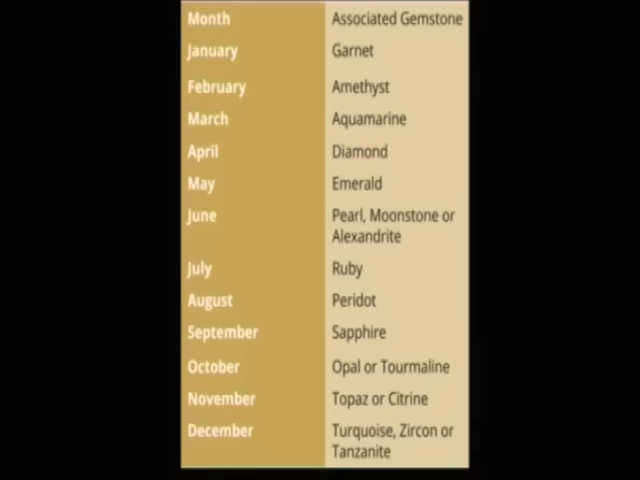 Month Associated Gemstone
January Garnet
February Amethyst
March Aquamarine
April Diamond
May Emerald
June Pearl, Moonstone or
Alexandrite
July Ruby
August Peridot
September Sapphire
October Opal or Tourmaline
November Topaz or Citrine
December Turquoise, Zircon or
Tanzanite